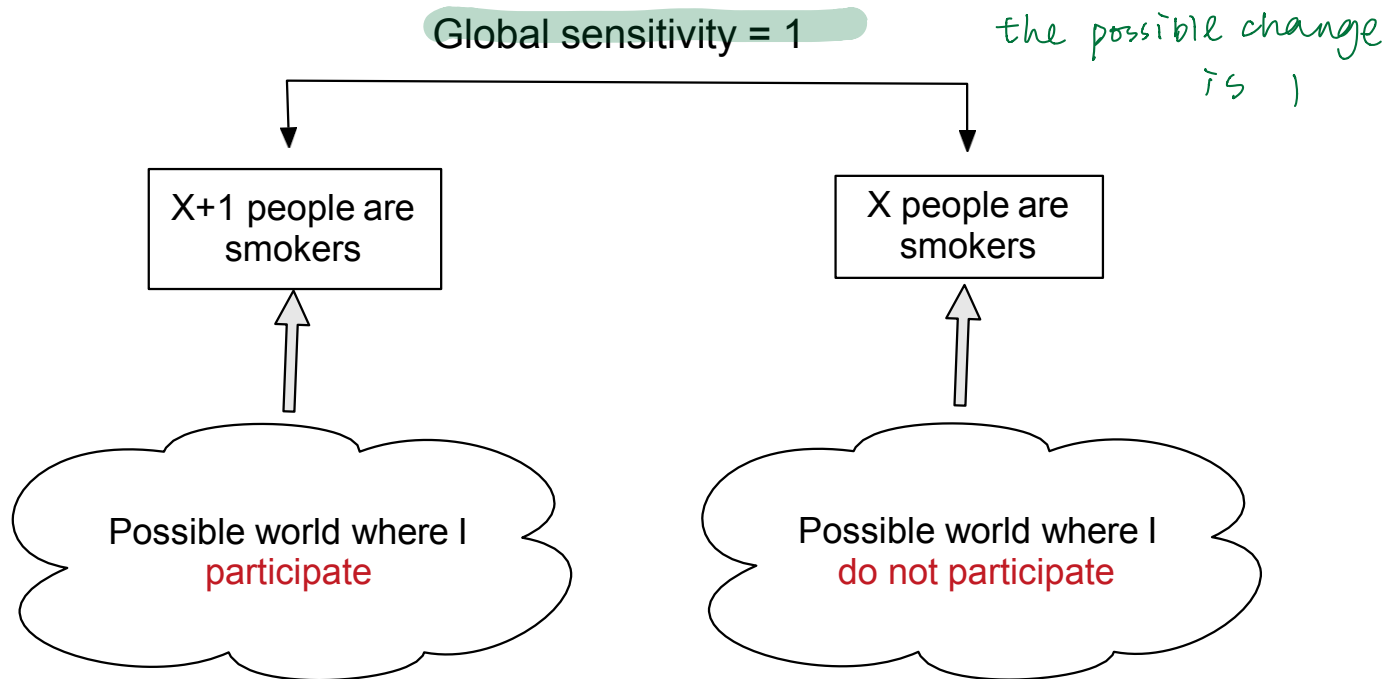 Global sensitivity = 1
the possible change
is 1
X+1 people are
smokers
X people are
smokers
Possible world where I
participate
Possible world where I
do not participate